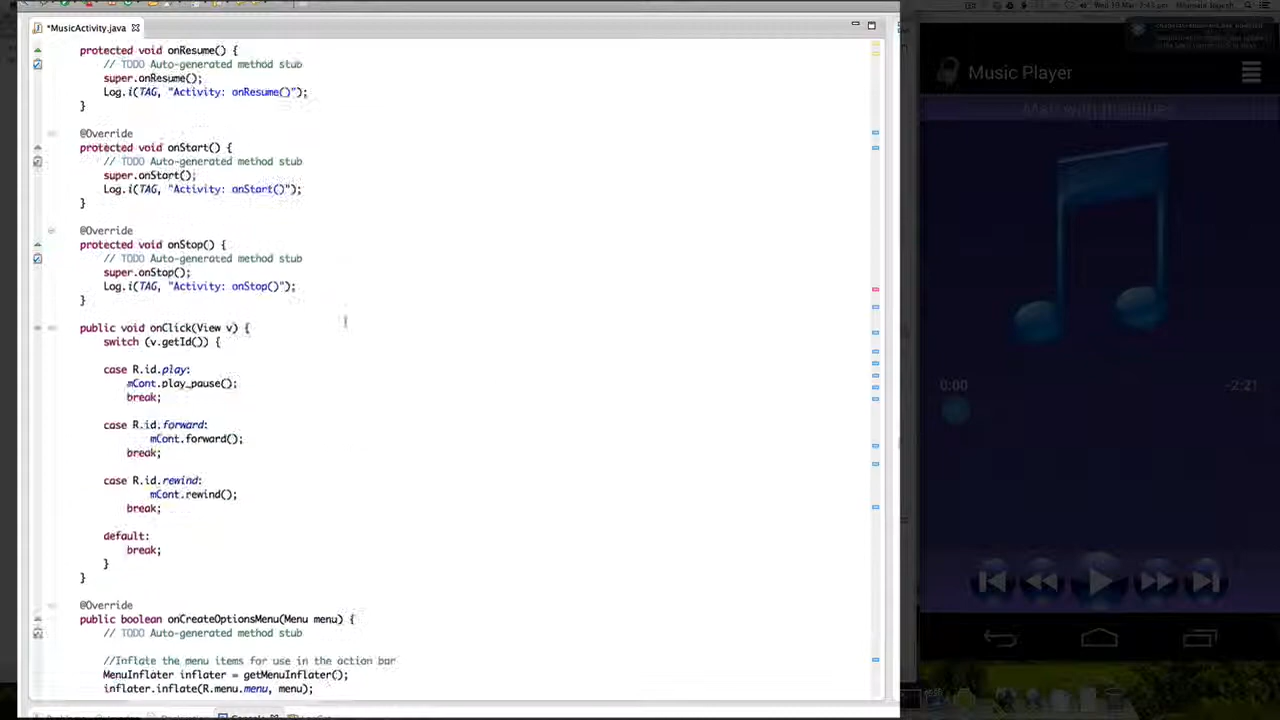 *MusicActivity.java
protected void onResume() {
// TODO Auto-generated method stub
super.onResume();
Log.i(TAG, "Activity: onResume()");
}
@Override
protected void onStart() {
// TODO Auto-generated method stub
super.onStart();
Log.i(TAG, "Activity: onStart()");
}
@Override
protected void onStop() {
// TODO Auto-generated method stub
super.onStop();
Log.i(TAG, "Activity: onStop()");
}
public void onClick(View v) {
switch (v.getId()) {
case R.id.play:
mCont.play_pause();
break;
case R.id.forward:
mCont.forward();
break;
case R.id.rewind:
mCont.rewind();
break;
default:
break;
}
}
@Override
public boolean onCreateOptionsMenu(Menu menu) {
// TODO Auto-generated method stub
//Inflate the menu items for use in the action bar
MenuInflater inflater = getMenuInflater();
inflater.inflate(R.menu.menu, menu);
Music Player
0:00
-2:21